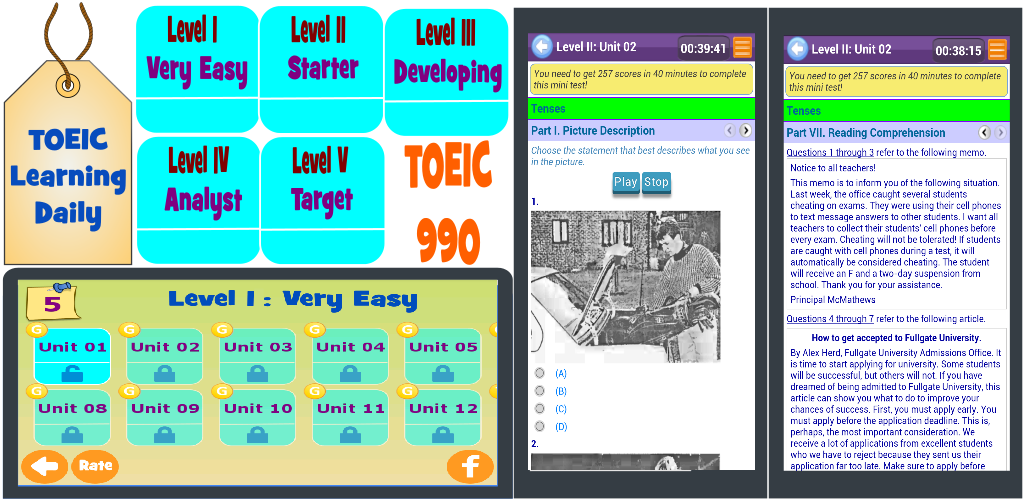 TOEIC
Learning
Daily
Level I
Very Easy
Level II
Starter
Level III
Developing
Level IV
Analyst
Level V
Target
TOEIC
990
5
Level I : Very Easy
G G G G G
Unit 01 Unit 02 Unit 03 Unit 04 Unit 05
G G G G G
Unit 08 Unit 09 Unit 10 Unit 11 Unit 12
Rate
f
Level II: Unit 02
00:39:41
You need to get 257 scores in 40 minutes to complete
this mini test!
Tenses
Part I. Picture Description
Choose the statement that best describes what you see
in the picture.
Play Stop
1.
(A)
(B)
(C)
(D)
2.
Level II: Unit 02
00:38:15
You need to get 257 scores in 40 minutes to complete
this mini test!
Tenses
Part VII. Reading Comprehension
Questions 1 through 3 refer to the following memo.
Notice to all teachers!
This memo is to inform you of the following situation.
Last week, the office caught several students
cheating on exams. They were using their cell phones
to text message answers to other students. I want all
teachers to collect their students' cell phones before
every exam. Cheating will not be tolerated! If students
are caught with cell phones during a test, it will
automatically be considered cheating. The student
will receive an F and a two-day suspension from
school. Thank you for your assistance.
Principal McMathews
Questions 4 through 7 refer to the following article.
How to get accepted to Fullgate University.
By Alex Herd, Fullgate University Admissions Office. It
is time to start applying for university. Some students
will be successful, but others will not. If you have
dreamed of being admitted to Fullgate University, this
article can show you what to do to improve your
chances of success. First, you must apply early. You
must apply before the application deadline. This is,
perhaps, the most important consideration. We
receive a lot of applications from excellent students
who we have to reject because they sent us their
application far too late. Make sure to apply before